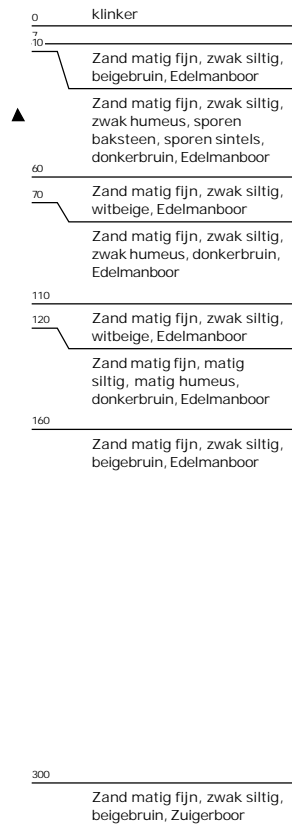 0 klinker
7
10
Zand matig fijn, zwak siltig,
beigebruin, Edelmanboor
Zand matig fijn, zwak siltig,
zwak humeus, sporen
baksteen, sporen sintels,
donkerbruin, Edelmanboor
60
Zand matig fijn, zwak siltig,
70
witbeige, Edelmanboor
Zand matig fijn, zwak siltig,
zwak humeus, donkerbruin,
Edelmanboor
110
Zand matig fijn, zwak siltig,
120
witbeige, Edelmanboor
Zand matig fijn, matig
siltig, matig humeus,
donkerbruin, Edelmanboor
160
Zand matig fijn, zwak siltig,
beigebruin, Edelmanboor
300
Zand matig fijn, zwak siltig,
beigebruin, Zuigerboor